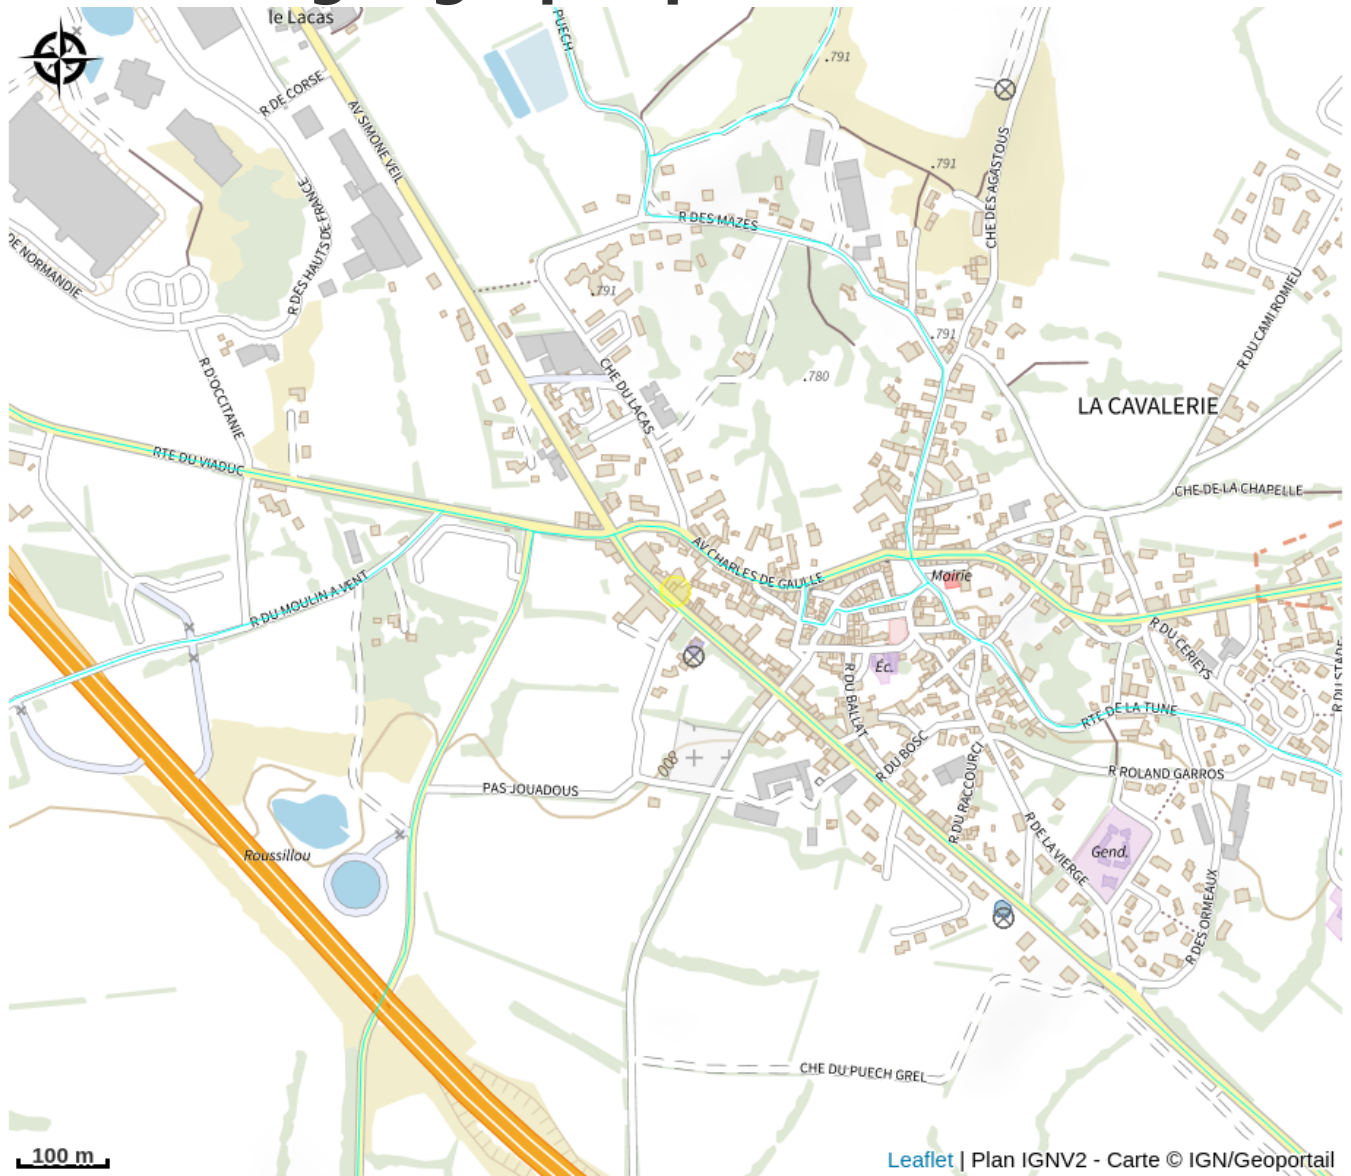 le Lacas
PUECH
.791
R DE CORSE
AV SIMONE VEIL
CHE DES AGASTOUS
.791
R DES HAUTS DE FRANCE
R DES MAZES
DE NORMANDIE
.791
R DU CAMI ROMIEU
.791
R D'OCCITANIE
CHE DU LACAS
.780
LA CAVALERIE
RTE DU VIADUC
CHE DE LA CHAPELLE
AV CHARLES DE GAULLE
Mairie
R DU MOULIN A VENT
R DU CERIEYS
Éc.
R DU STADE
R DU BALLAT
RTE DE LA TUNE
R DU BOSC
800
R ROLAND GARROS
PAS JOUADOUS
R DU RACCOURCI
R DE LA VIERGE
Gend.
Roussillou
R DES ORMEAUX
CHE DU PUECH GREL
100 m
Leaflet | Plan IGNV2 - Carte © IGN/Geoportail